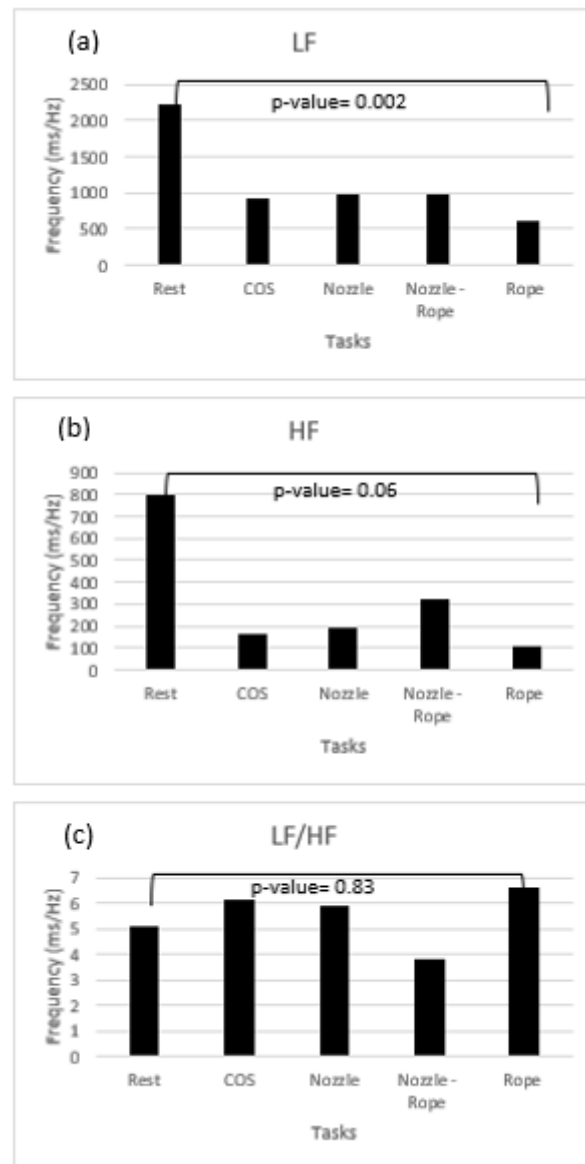 (a)
LF
p-value= 0.002
Frequency (ms/Hz)
2500
2000
1500
1000
500
0
Rest
COS
Nozzle
Nozzle -
Rope
Rope
Tasks
(b)
HF
p-value= 0.06
Frequency (ms/Hz)
900
800
700
600
500
400
300
200
100
0
Rest
COS
Nozzle
Nozzle -
Rope
Rope
Tasks
(c)
LF/HF
p-value= 0.83
Frequency (ms/Hz)
7
6
5
4
3
2
1
0
Rest
COS
Nozzle
Nozzle -
Rope
Rope
Tasks